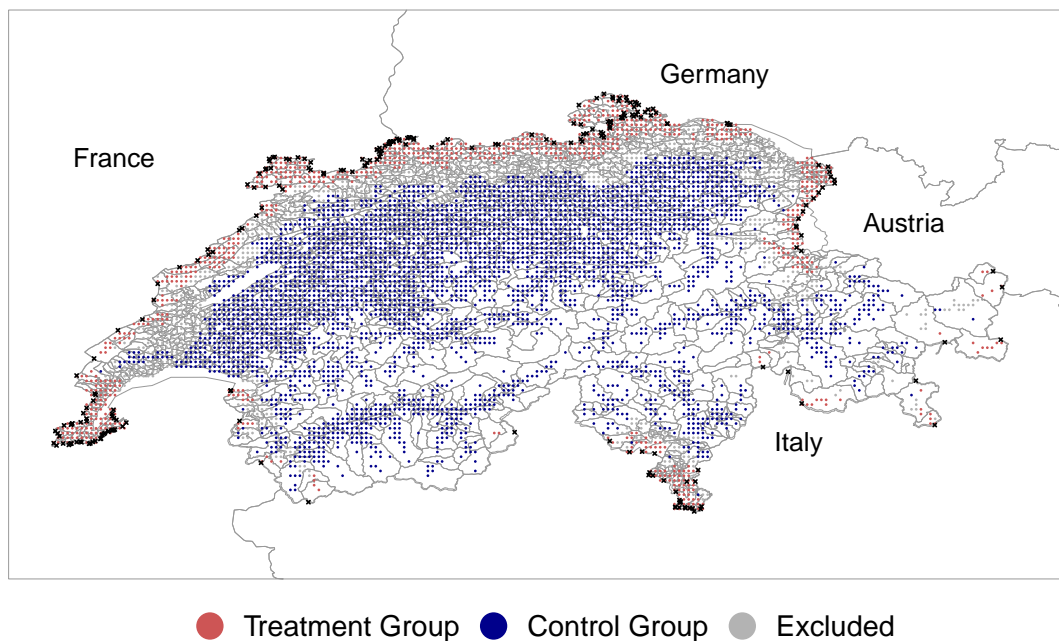 Germany
France
Austria
Italy
Treatment Group Control Group Excluded